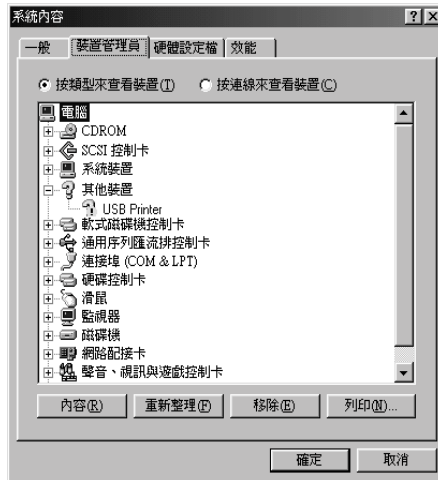 系統內容
一般 裝置管理員 硬體設定檔 效能
按類型來查看裝置(T) 按連線來查看裝置(C)
電腦
CDROM
SCSI 控制卡
系統裝置
其他裝置
USB Printer
軟式磁碟機控制卡
通用序列匯流排控制卡
連接埠 (COM & LPT)
硬碟控制卡
滑鼠
監視器
磁碟機
網路配接卡
聲音、視訊與遊戲控制卡
內容(R) 重新整理(F) 移除(E) 列印(N)...
確定 取消